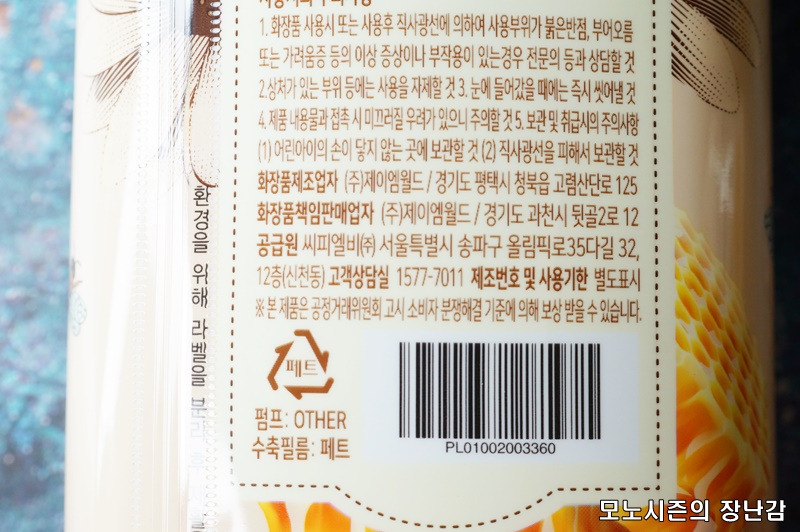 1. 화장품 사용시 또는 사용후 직사광선에 의하여 사용부위가 붉은반점, 부어오름
또는 가려움증 등의 이상 증상이나 부작용이 있는경우 전문의 등과 상담할 것
2.상처가 있는 부위 등에는 사용을 자제할 것 3. 눈에 들어갔을 때에는 즉시 씻어낼 것
4. 제품 내용물과 접촉 시 미끄러질 우려가 있으니 주의할 것 5. 보관 및 취급시의 주의사항
(1) 어린아이의 손이 닿지 않는 곳에 보관할 것 (2) 직사광선을 피해서 보관할 것
화장품제조업자 (주)제이엠월드 / 경기도 평택시 청북읍 고렴산단로 125
화장품책임판매업자 (주)제이엠월드 / 경기도 과천시 뒷골2로 12
공급원 씨피엘비㈜ 서울특별시 송파구 올림픽로35다길 32,
12층(신천동) 고객상담실 1577-7011 제조번호 및 사용기한 별도표시
※ 본 제품은 공정거래위원회 고시 소비자 분쟁해결 기준에 의해 보상 받을 수 있습니다.
페트
펌프: OTHER
수축필름: 페트
PL01002003360
환경을 위해 라벨을
모노시즌의 장난감